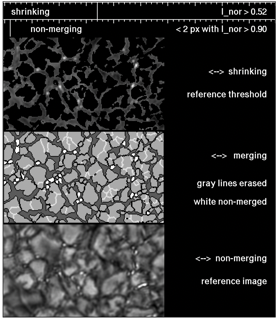 shrinking I_nor > 0.52
non-merging < 2 px with I_nor > 0.90
<--> shrinking
reference threshold
<--> merging
gray lines erased
white non-merged
<--> non-merging
reference image